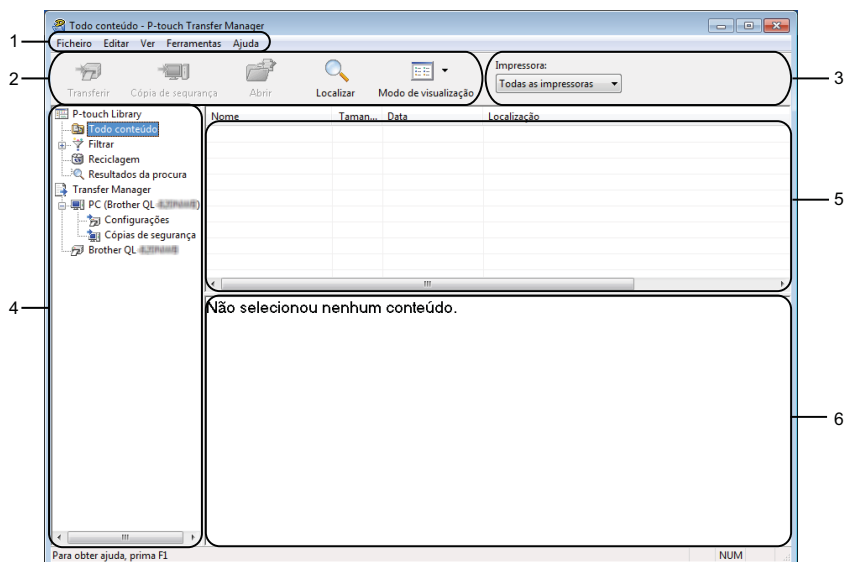 Todo conteúdo - P-touch Transfer Manager
1
Ficheiro Editar Ver Ferramentas Ajuda
2
Transferir Cópia de segurança Abrir Localizar Modo de visualização
Impressora:
Todas as impressoras
3
P-touch Library
Todo conteúdo
Filtrar
Reciclagem
Resultados da procura
Transfer Manager
PC (Brother QL-
Configurações
Cópias de segurança
Brother QL-
4
Nome Taman... Data Localização
5
Não selecionou nenhum conteúdo.
6
Para obter ajuda, prima F1
NUM